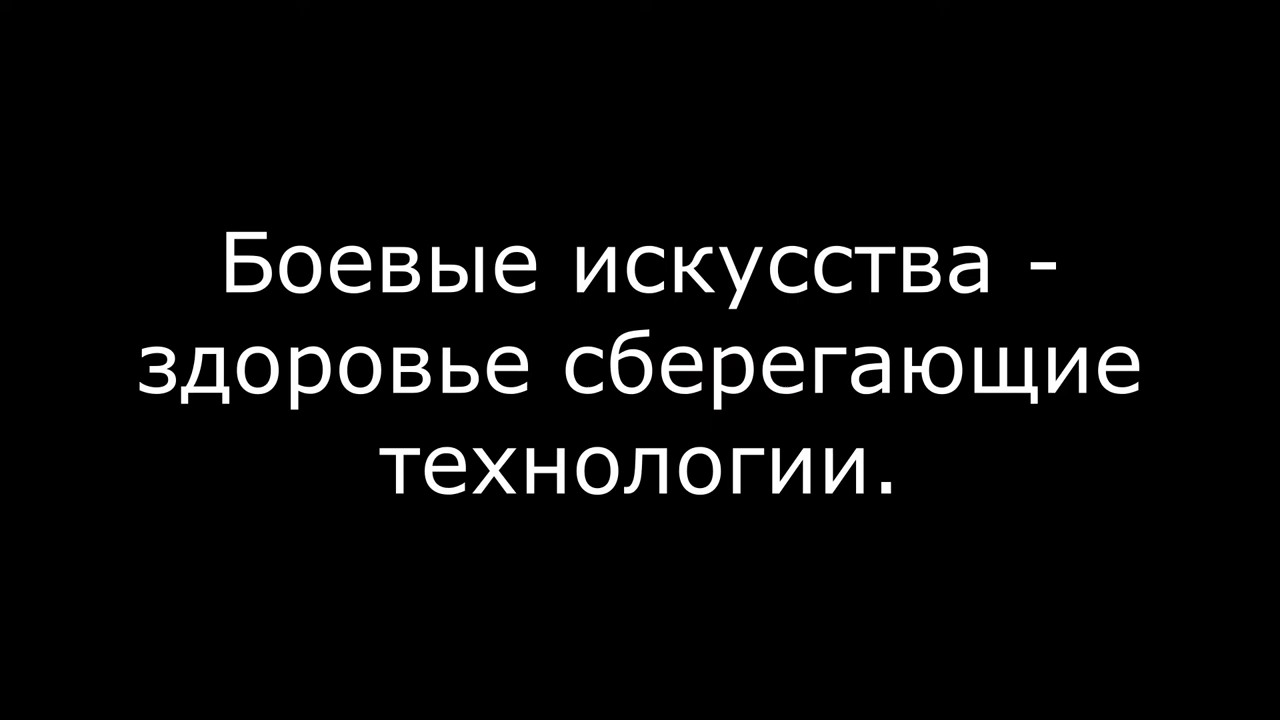 Боевые искусства -
здоровье сберегающие
технологии.